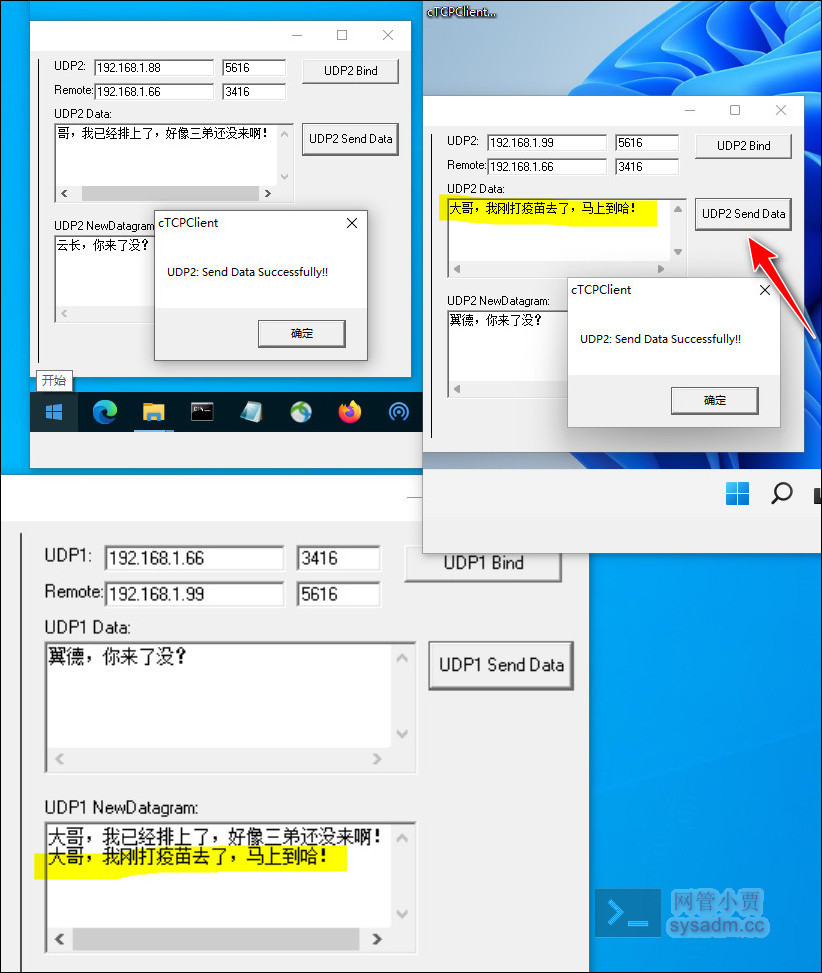 UDP2:
192.168.1.88
5616
UDP2 Bind
Remote:
192.168.1.66
3416
UDP2 Data:
哥，我已经排上了，好像三弟还没来啊！
UDP2 Send Data
UDP2 NewDatagram
云长，你来了没？
cTCPClient
UDP2: Send Data Successfully!!
确定
开始
cTCPClient...
UDP2:
192.168.1.99
5616
UDP2 Bind
Remote:
192.168.1.66
3416
UDP2 Data:
大哥，我刚打疫苗去了，马上到哈！
UDP2 Send Data
UDP2 NewDatagram:
翼德，你来了没？
cTCPClient
UDP2: Send Data Successfully!!
确定
UDP1:
192.168.1.66
3416
UDP1 Bind
Remote:
192.168.1.99
5616
UDP1 Data:
翼德，你来了没？
UDP1 Send Data
UDP1 NewDatagram:
大哥，我已经排上了，好像三弟还没来啊！
大哥，我刚打疫苗去了，马上到哈！
网管小贾
sysadm.cc